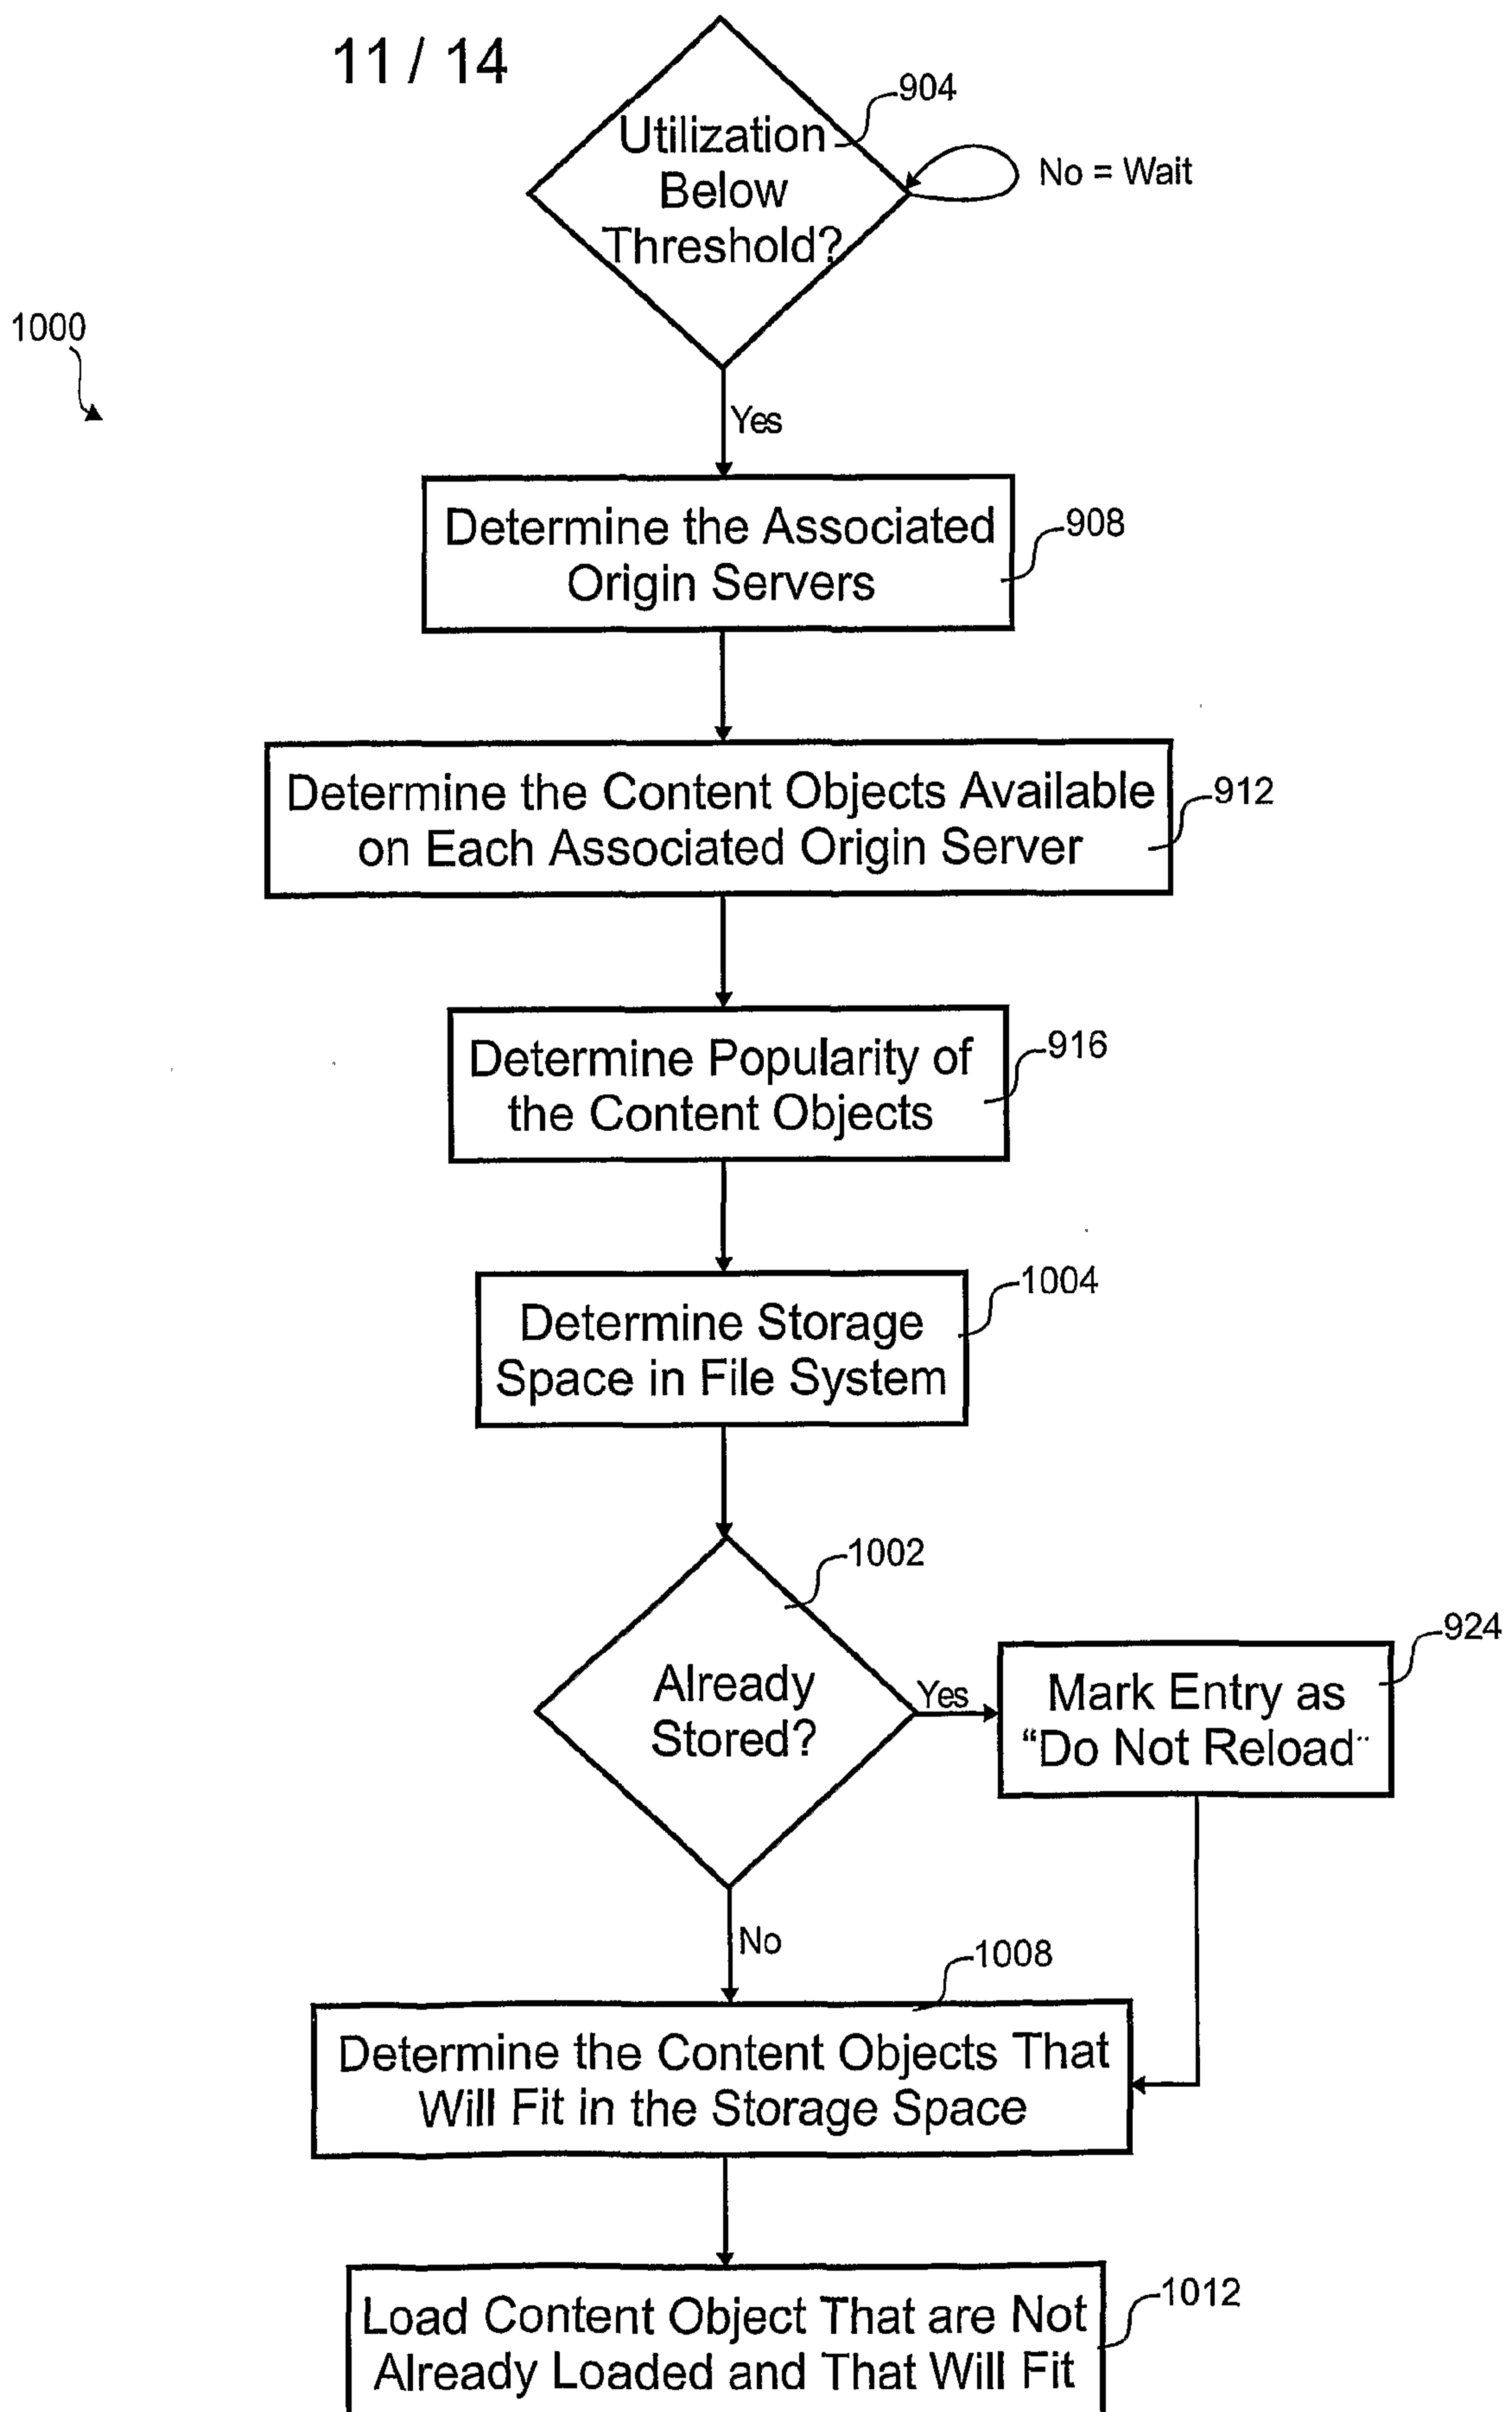 11 / 14
904
Utilization
Below
Threshold?
No = Wait
1000
Yes
Determine the Associated
Origin Servers
908
Determine the Content Objects Available
on Each Associated Origin Server
912
Determine Popularity of
the Content Objects
916
Determine Storage
Space in File System
1004
1002
Already
Stored?
Yes
Mark Entry as
“Do Not Reload”
924
No
1008
Determine the Content Objects That
Will Fit in the Storage Space
Load Content Object That are Not
Already Loaded and That Will Fit
1012